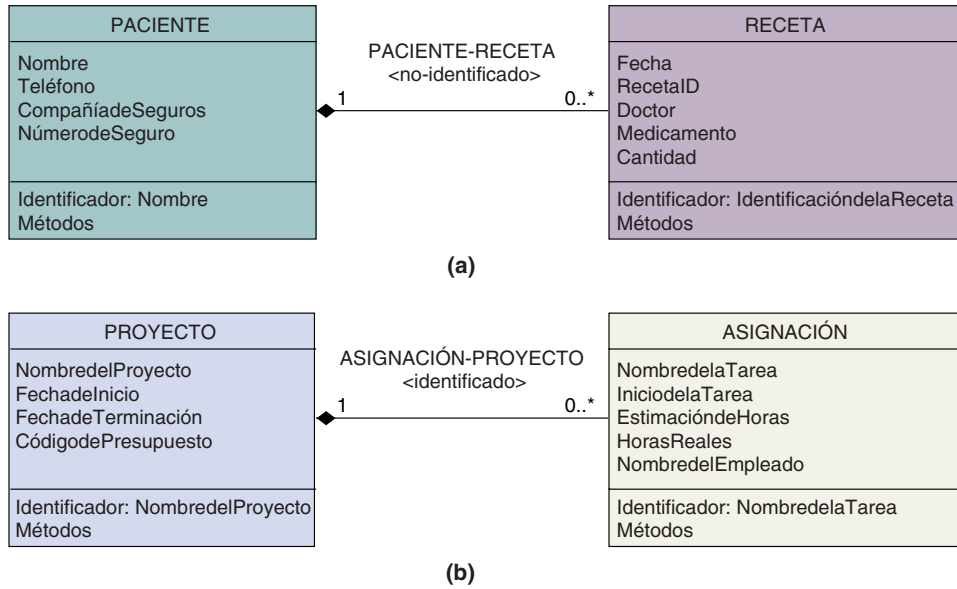 PACIENTE
Nombre
Teléfono
CompañíadeSeguros
NúmerodeSeguro
Identificador: Nombre
Métodos
PACIENTE-RECETA
<no-identificado>
1
0..*
RECETA
Fecha
RecetaID
Doctor
Medicamento
Cantidad
Identificador: IdentificacióndelaReceta
Métodos
(a)
PROYECTO
NombredelProyecto
FechadeInicio
FechadeTerminación
CódigodePresupuesto
Identificador: NombredelProyecto
Métodos
ASIGNACIÓN-PROYECTO
<identificado>
1
0..*
ASIGNACIÓN
NombredelaTarea
IniciodelaTarea
EstimacióndeHoras
HorasReales
NombredelEmpleado
Identificador: NombredelaTarea
Métodos
(b)